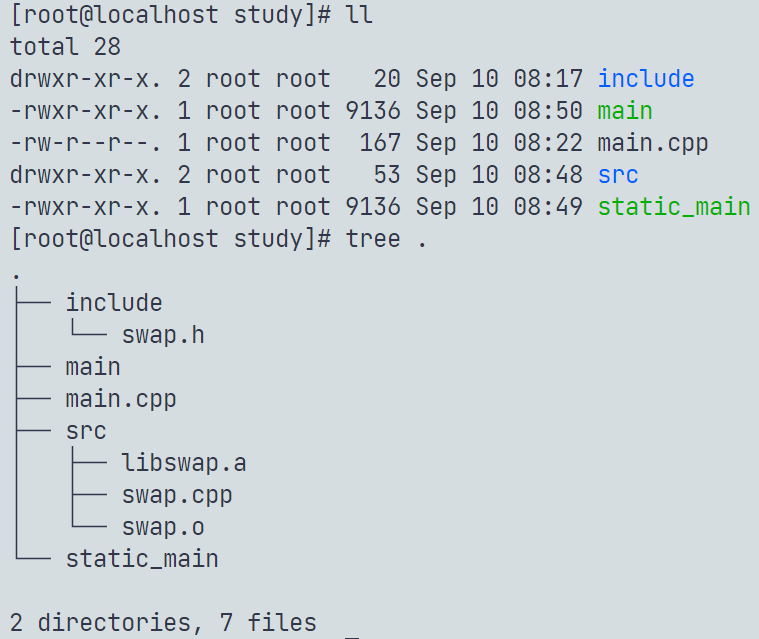 [root@localhost study]# ll
total 28
drwxr-xr-x. 2 root root   20 Sep 10 08:17 include
-rwxr-xr-x. 1 root root 9136 Sep 10 08:50 main
-rw-r--r--. 1 root root  167 Sep 10 08:22 main.cpp
drwxr-xr-x. 2 root root   53 Sep 10 08:48 src
-rwxr-xr-x. 1 root root 9136 Sep 10 08:49 static_main
[root@localhost study]# tree .
.
├── include
│   └── swap.h
├── main
├── main.cpp
├── src
│   ├── libswap.a
│   ├── swap.cpp
│   └── swap.o
└── static_main

2 directories, 7 files